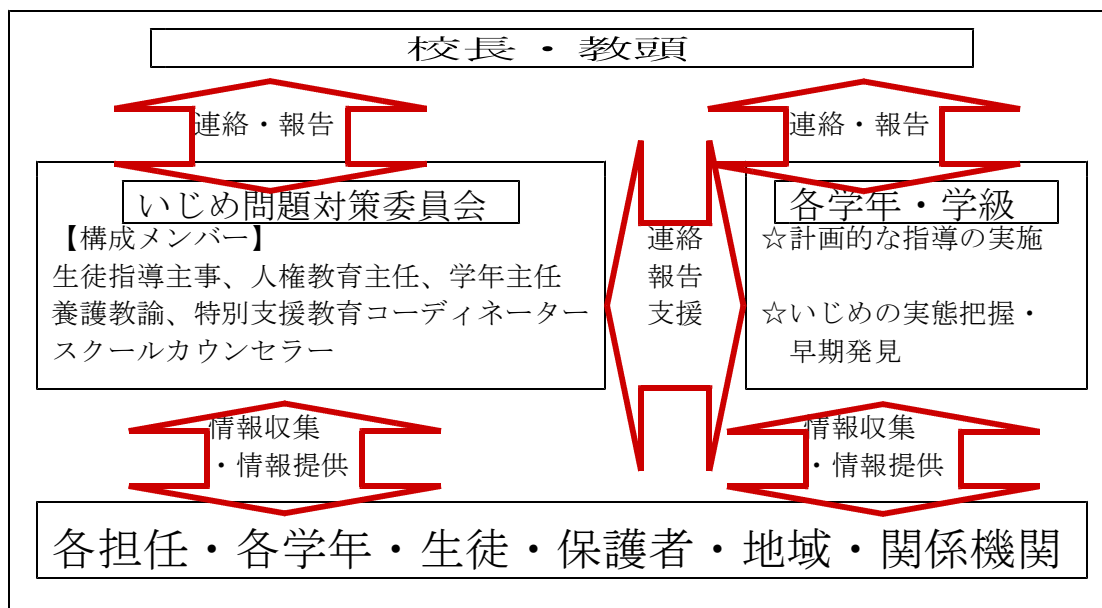 校長・教頭
連絡・報告
連絡・報告
いじめ問題対策委員会
【構成メンバー】
生徒指導主事、人権教育主任、学年主任
養護教諭、特別支援教育コーディネーター
スクールカウンセラー
連絡
報告
支援
各学年・学級
☆計画的な指導の実施
☆いじめの実態把握・
早期発見
情報収集
・情報提供
情報収集
・情報提供
各担任・各学年・生徒・保護者・地域・関係機関